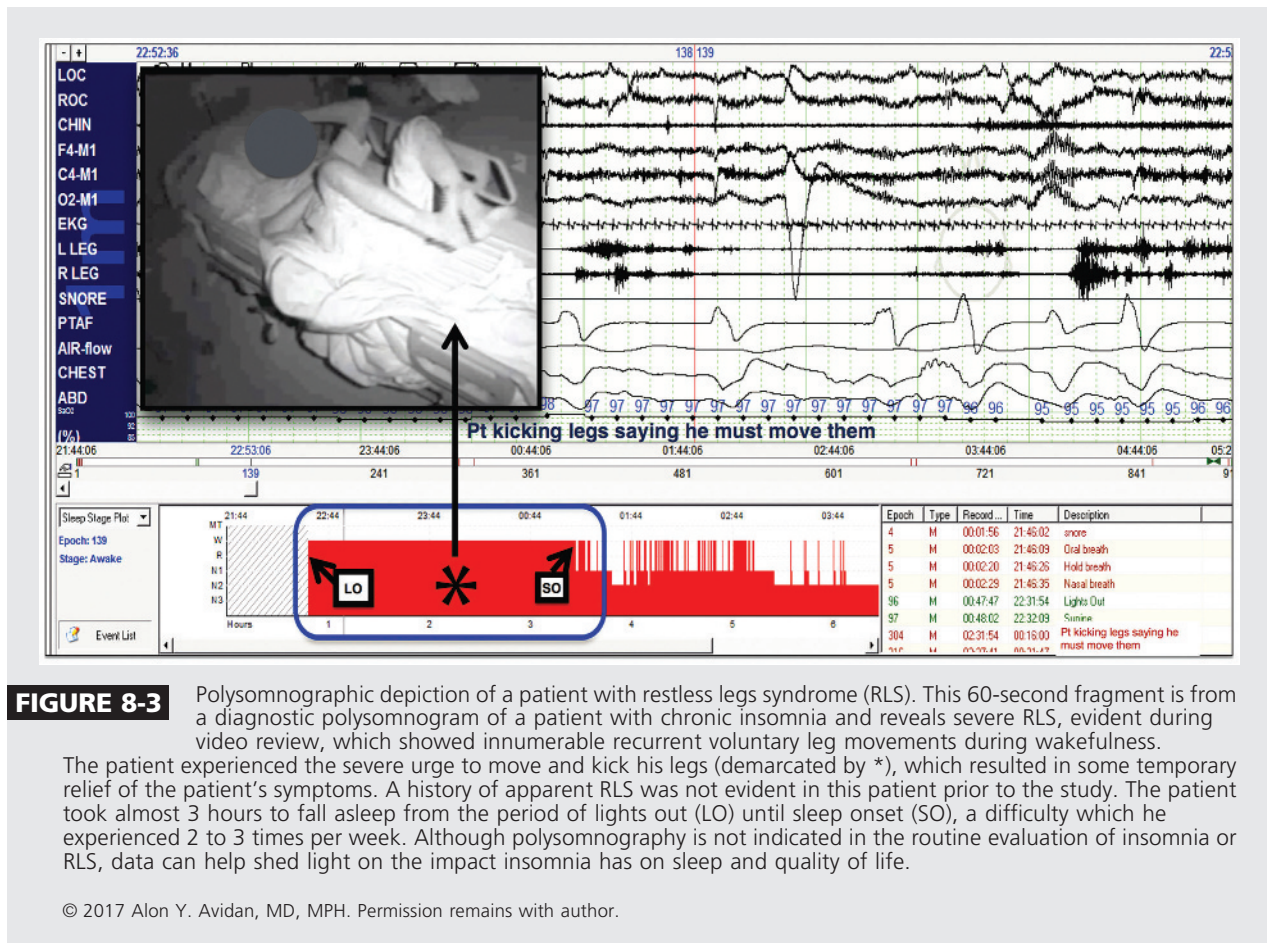 - +
22:52:36
138 139
22:5
LOC
ROC
CHIN
F4-M1
C4-M1
O2-M1
EKG
L LEG
R LEG
SNORE
PTAF
AIR-flow
CHEST
ABD
SaO2
100
92
(%)
98 97 97 97 97 97 97 97 97 97 97 97 97 97 97 97 97 96 96 95 95 95 95 95 95 96 96
Pt kicking legs saying he must move them
21:44:06 22:53:06 23:44:06 00:44:06 01:44:06 02:44:06 03:44:06 04:44:06 05:2
1 139 241 361 481 601 721 841 9
Sleep Stage Plot
Epoch: 139
Stage: Awake
Event List
21:44 22:44 23:44 00:44 01:44 02:44 03:44
MT
W
R
N1
N2
N3
LO * SO
Hours 1 2 3 4 5 6
Epoch Type Record... Time Description
4 M 00:01:56 21:46:02 snore
5 M 00:02:03 21:46:09 Oral breath
5 M 00:02:20 21:46:26 Hold breath
5 M 00:02:29 21:46:35 Nasal breath
96 M 00:47:47 22:31:54 Lights Out
97 M 00:48:02 22:32:09 Supine
304 M 02:31:54 00:16:00 Pt kicking legs saying he
must move them
FIGURE 8-3 Polysomnographic depiction of a patient with restless legs syndrome (RLS). This 60-second fragment is from
a diagnostic polysomnogram of a patient with chronic insomnia and reveals severe RLS, evident during
video review, which showed innumerable recurrent voluntary leg movements during wakefulness.
The patient experienced the severe urge to move and kick his legs (demarcated by *), which resulted in some temporary
relief of the patient's symptoms. A history of apparent RLS was not evident in this patient prior to the study. The patient
took almost 3 hours to fall asleep from the period of lights out (LO) until sleep onset (SO), a difficulty which he
experienced 2 to 3 times per week. Although polysomnography is not indicated in the routine evaluation of insomnia or
RLS, data can help shed light on the impact insomnia has on sleep and quality of life.
© 2017 Alon Y. Avidan, MD, MPH. Permission remains with author.